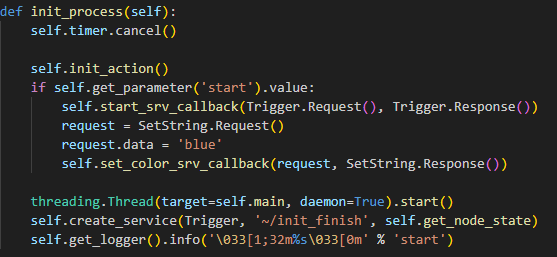 def init_process(self):
    self.timer.cancel()

    self.init_action()
    if self.get_parameter('start').value:
        self.start_srv_callback(Trigger.Request(), Trigger.Response())
        request = SetString.Request()
        request.data = 'blue'
        self.set_color_srv_callback(request, SetString.Response())

    threading.Thread(target=self.main, daemon=True).start()
    self.create_service(Trigger, '~/init_finish', self.get_node_state)
    self.get_logger().info('\033[1;32m%s\033[0m' % 'start')